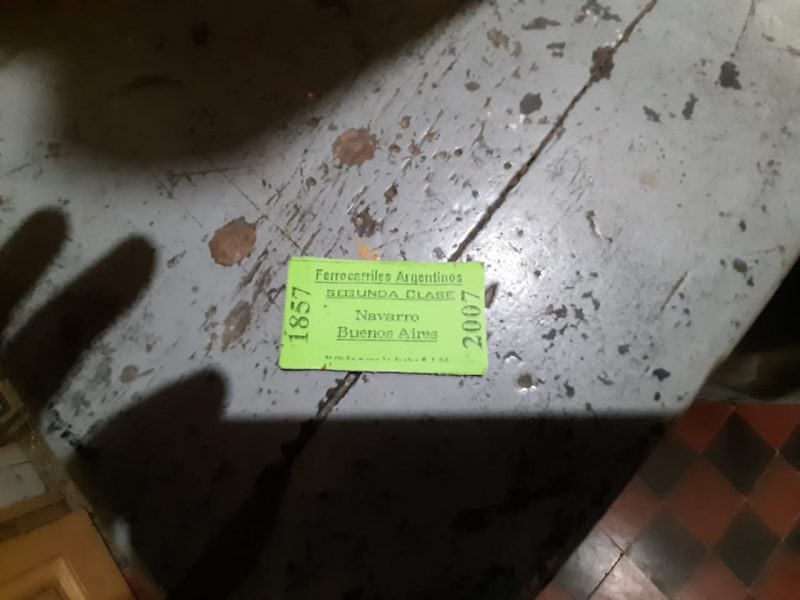 Ferrocarriles Argentinos
SEGUNDA CLASE
1857
Navarro
2007
Buenos Aires